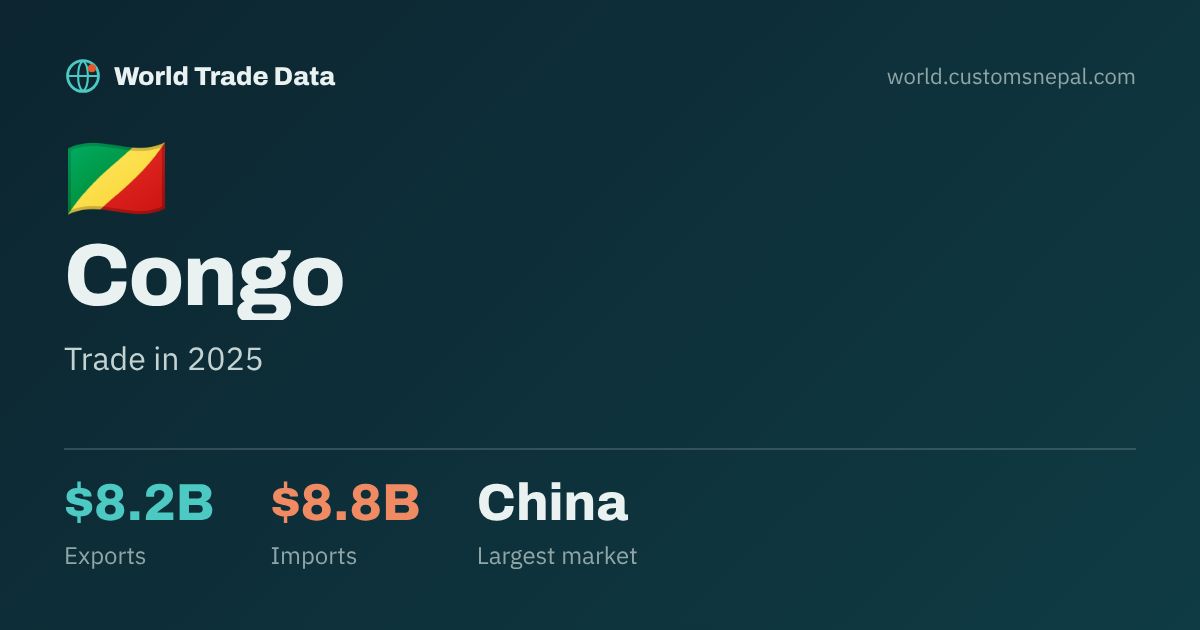 World Trade Data
world.customsnepal.com
Congo
Trade in 2025
$8.2B $8.8B China
Exports Imports Largest market